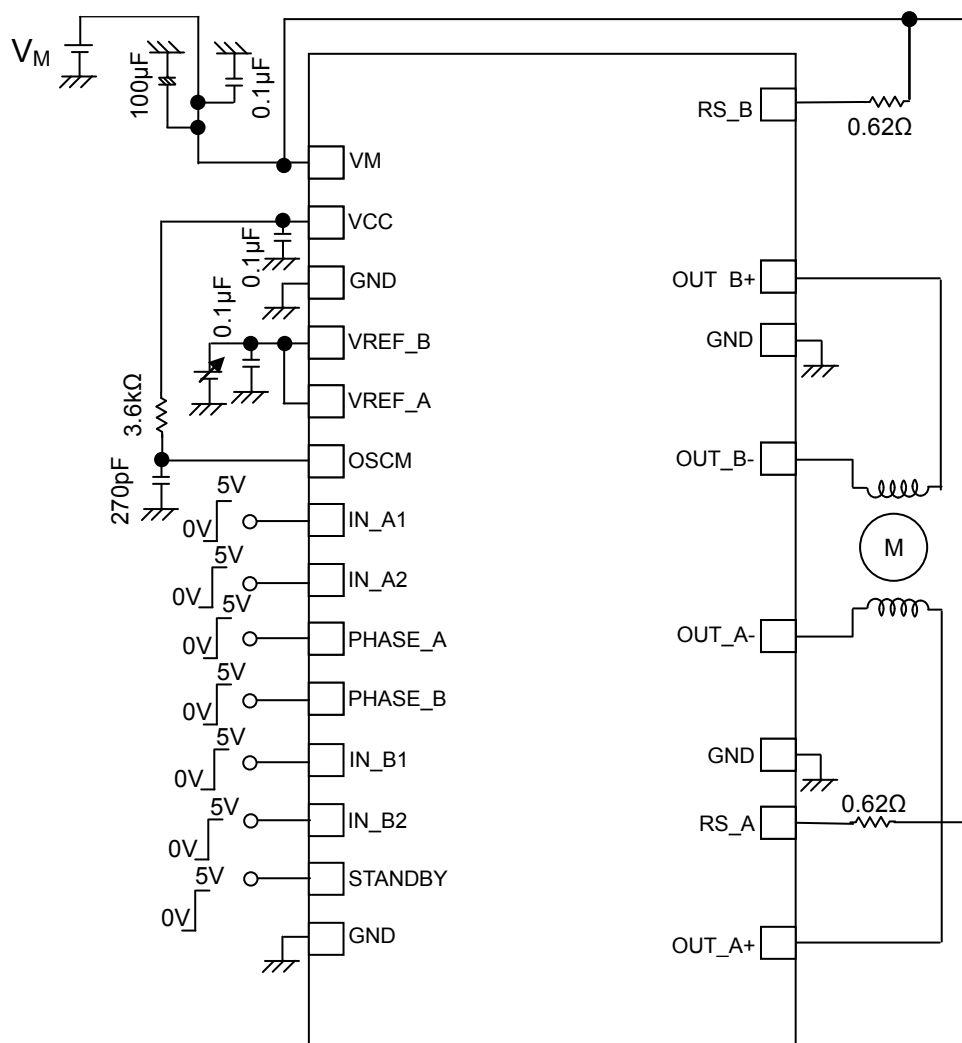 VM
100μF
0.1μF
RS_B
0.62Ω
VM
VCC
0.1μF
GND
OUT B+
0.1μF
VREF_B
GND
VREF_A
3.6kΩ
OSCM
OUT_B-
270pF
5V
0V
IN_A1
M
5V
0V
IN_A2
5V
0V
PHASE_A
OUT_A-
5V
0V
PHASE_B
5V
0V
IN_B1
GND
5V
0V
IN_B2
0.62Ω
RS_A
5V
0V
STANDBY
GND
OUT_A+